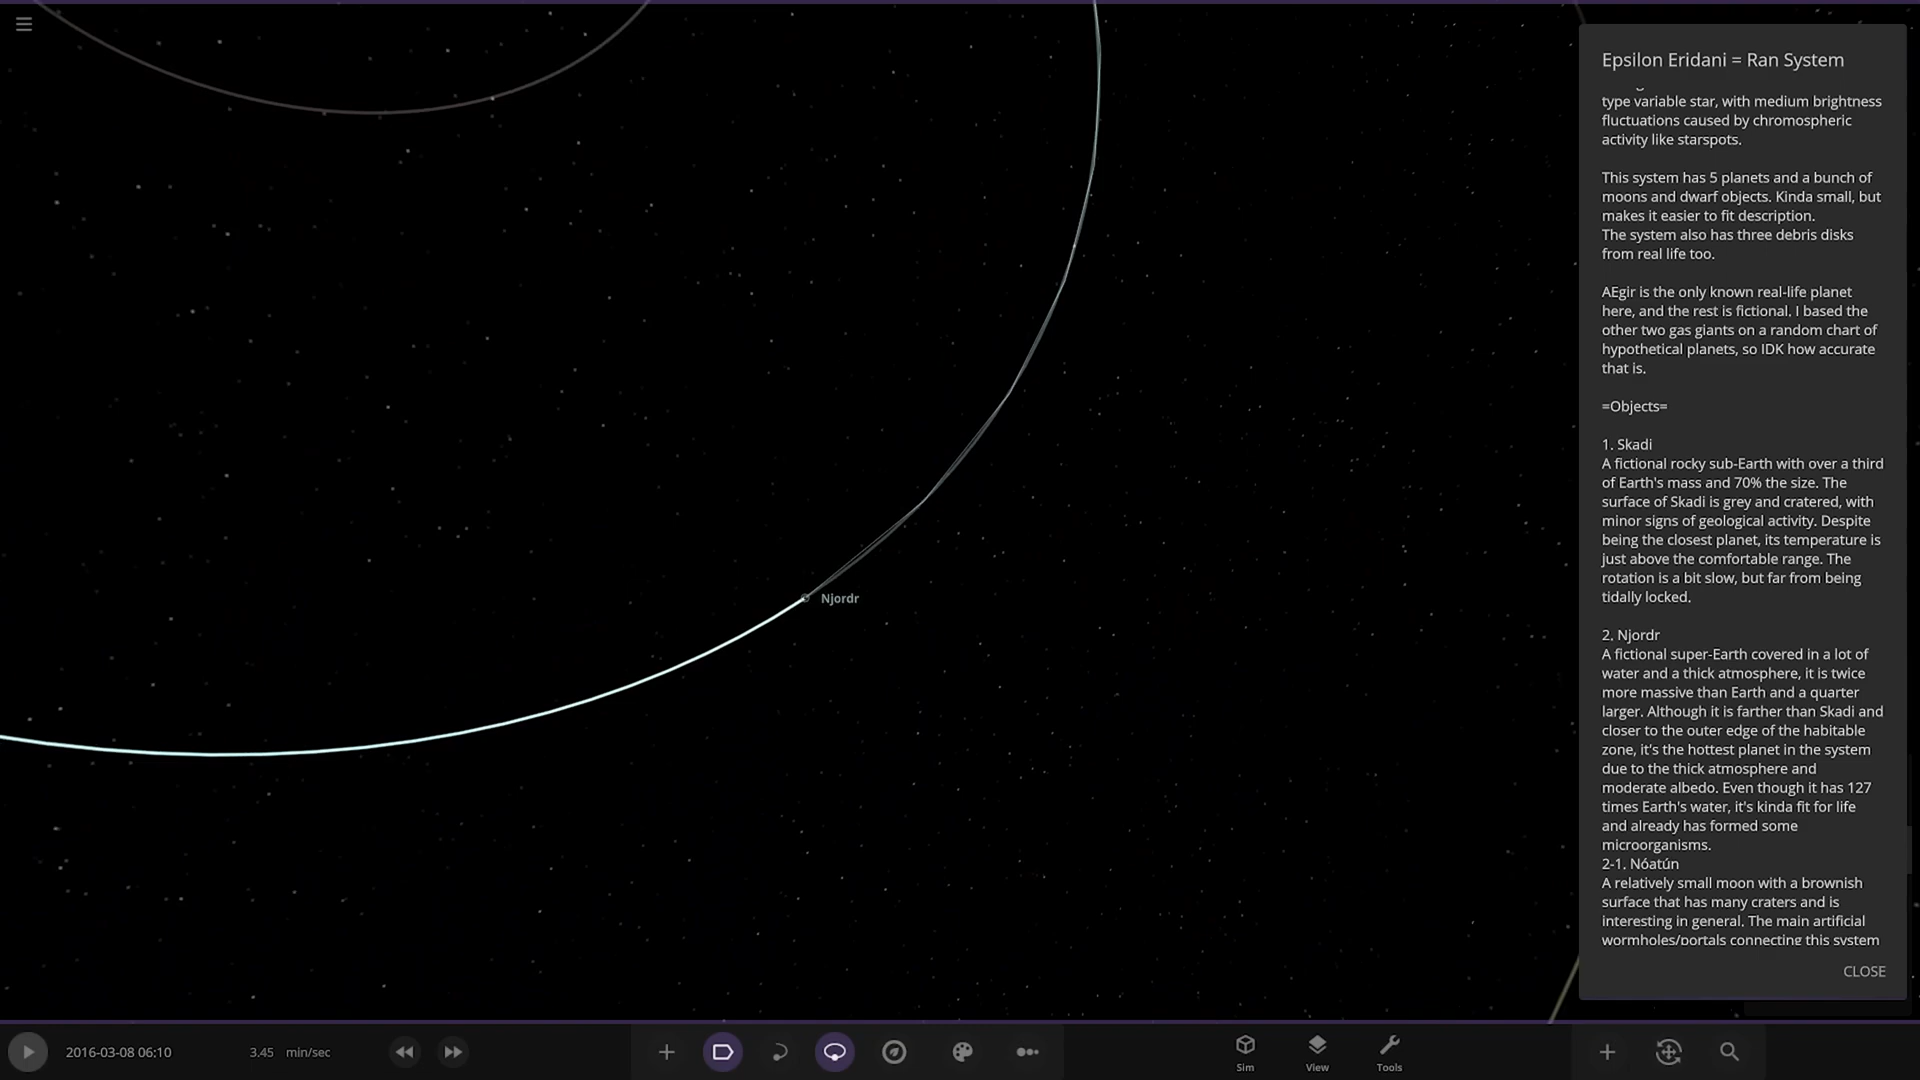 Epsilon Eridani = Ran System
type variable star, with medium brightness
fluctuations caused by chromospheric
activity like starspots.
This system has 5 planets and a bunch of
moons and dwarf objects. Kinda small, but
makes it easier to fit description.
The system also has three debris disks
from real life too.
AEgir is the only known real-life planet
here, and the rest is fictional. I based the
other two gas giants on a random chart of
hypothetical planets, so IDK how accurate
that is.
=Objects=
1. Skadi
A fictional rocky sub-Earth with over a third
of Earth's mass and 70% the size. The
surface of Skadi is grey and cratered, with
minor signs of geological activity. Despite
being the closest planet, its temperature is
just above the comfortable range. The
rotation is a bit slow, but far from being
tidally locked.
2. Njordr
A fictional super-Earth covered in a lot of
water and a thick atmosphere, it is twice
more massive than Earth and a quarter
larger. Although it is farther than Skadi and
closer to the outer edge of the habitable
zone, it's the hottest planet in the system
due to the thick atmosphere and
moderate albedo. Even though it has 127
times Earth's water, it's kinda fit for life
and already has formed some
microorganisms.
2-1. Nóatún
A relatively small moon with a brownish
surface that has many craters and is
interesting in general. The main artificial
wormholes/portals connecting this system
CLOSE
Njordr
2016-03-08 06:10
3.45 min/sec
Sim
View
Tools